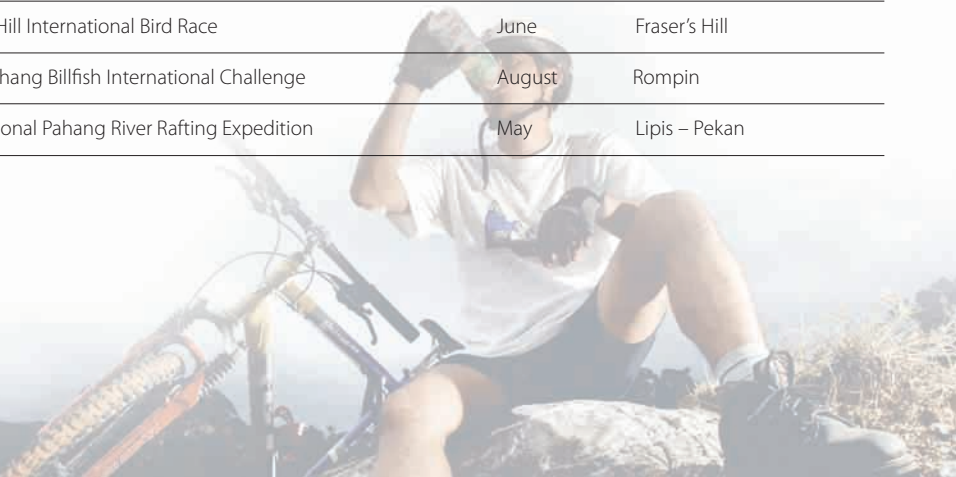 Hill International Bird Race June Fraser's Hill
hang Billfish International Challenge August Rompin
onal Pahang River Rafting Expedition May Lipis – Pekan